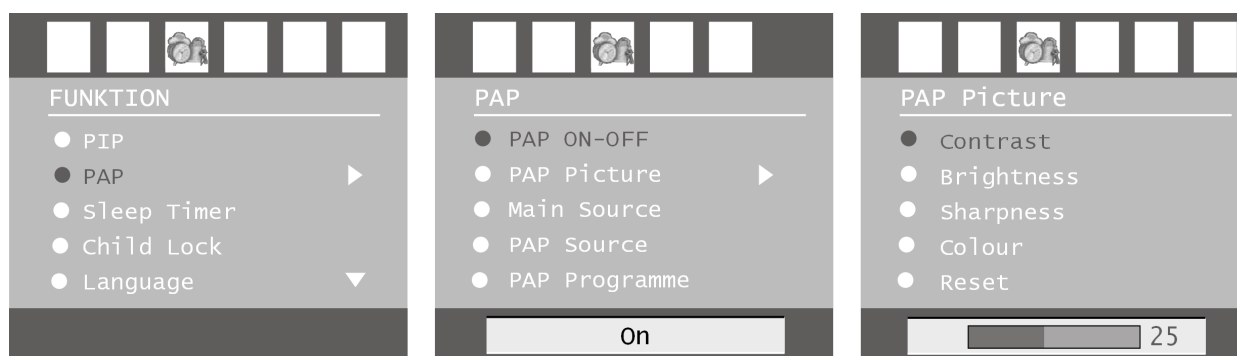 FUNKTION
PIP
PAP
Sleep Timer
Child Lock
Language
PAP
PAP ON-OFF
PAP Picture
Main Source
PAP Source
PAP Programme
On
PAP Picture
Contrast
Brightness
Sharpness
Colour
Reset
25